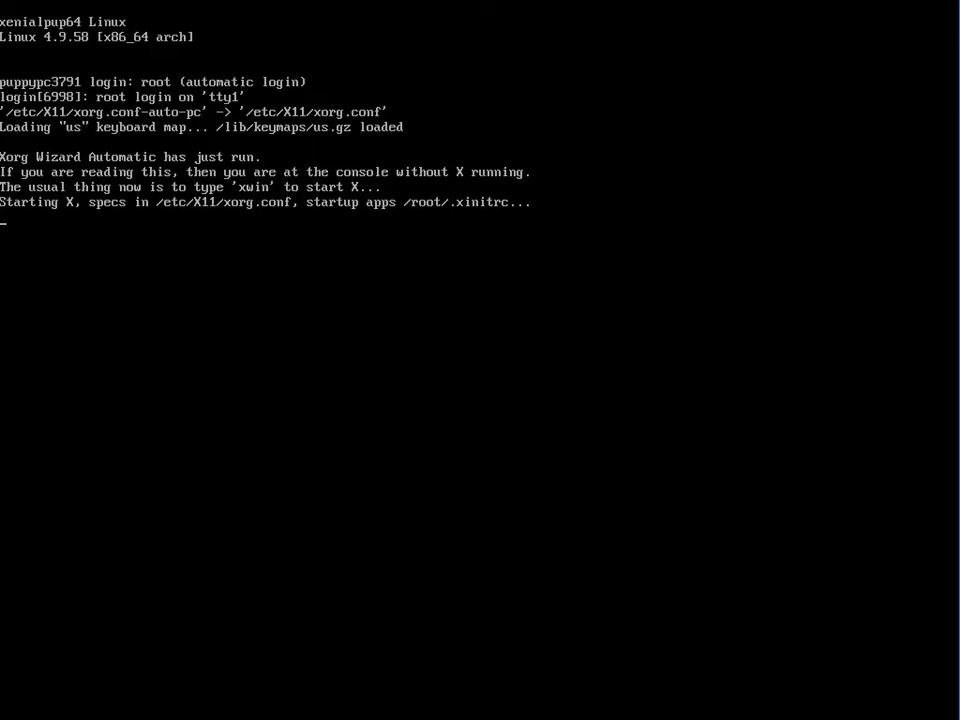 xenialpup64 Linux
Linux 4.9.58 [x86_64 arch]
puppypc3791 login: root (automatic login)
login[6998]: root login on 'tty1'
'/etc/X11/xorg.conf-auto-pc' -> '/etc/X11/xorg.conf'
Loading "us" keyboard map... /lib/keymaps/us.gz loaded
Xorg Wizard Automatic has just run.
If you are reading this, then you are at the console without X running.
The usual thing now is to type 'xwin' to start X...
Starting X, specs in /etc/X11/xorg.conf, startup apps /root/.xinitrc...